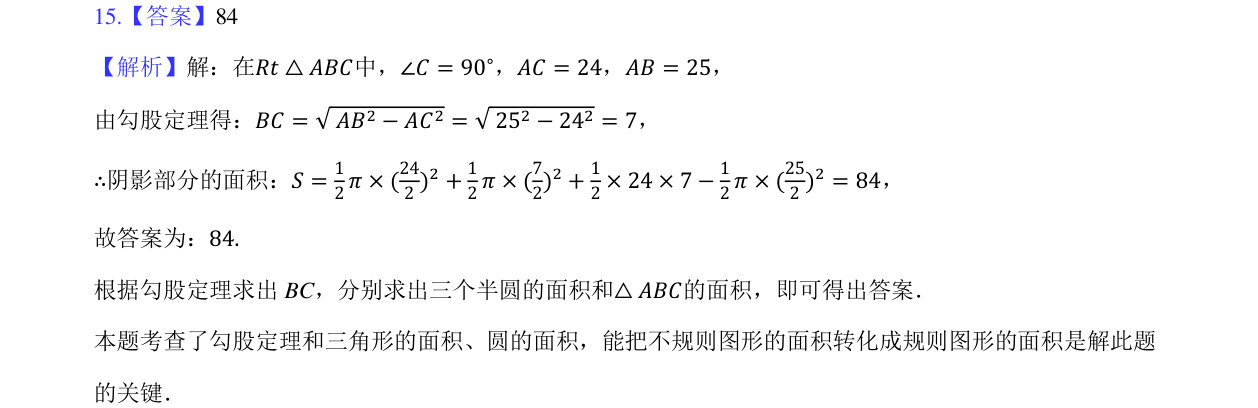 15.【答案】84
【解析】解：在Rt △ ABC中，∠C = 90°，AC = 24，AB = 25，
由勾股定理得：BC = √(AB² − AC²) = √(25² − 24²) = 7，
∴阴影部分的面积：S = 1/2 π × (24/2)² + 1/2 π × (7/2)² + 1/2 × 24 × 7 − 1/2 π × (25/2)² = 84，
故答案为：84.
根据勾股定理求出 BC，分别求出三个半圆的面积和△ ABC的面积，即可得出答案．
本题考查了勾股定理和三角形的面积、圆的面积，能把不规则图形的面积转化成规则图形的面积是解此题
的关键．